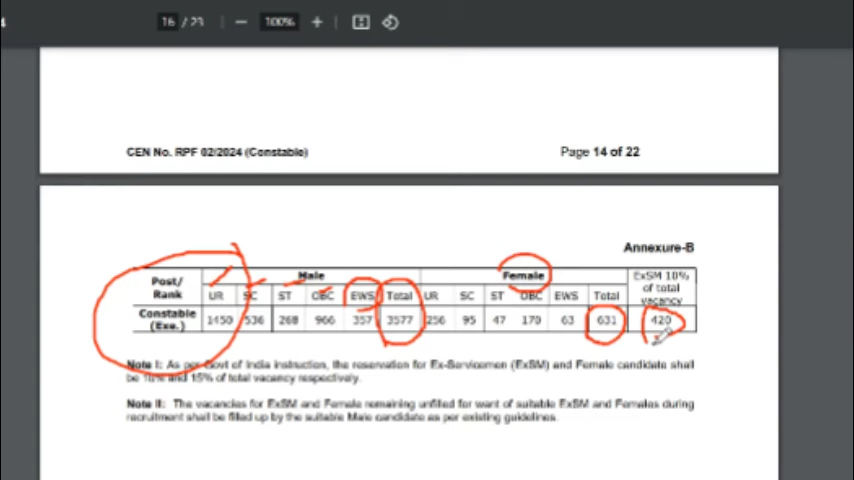 4
16 / 23 — 100% +
CEN No. RPF 02/2024 (Constable) Page 14 of 22
Annexure-B
Post/ Rank Male Female ExSM 10% of total vacancy
UR SC ST OBC EWS Total UR SC ST OBC EWS Total
Constable (Exe.) 1450 536 268 966 357 3577 256 95 47 170 63 631 420
Note I: As per Govt of India instruction, the reservation for Ex-Servicemen (ExSM) and Female candidate shall
be 10% and 15% of total vacancy respectively.
Note II: The vacancies for ExSM and Female remaining unfilled for want of suitable ExSM and Females during
recruitment shall be filled up by the suitable Male candidate as per existing guidelines.